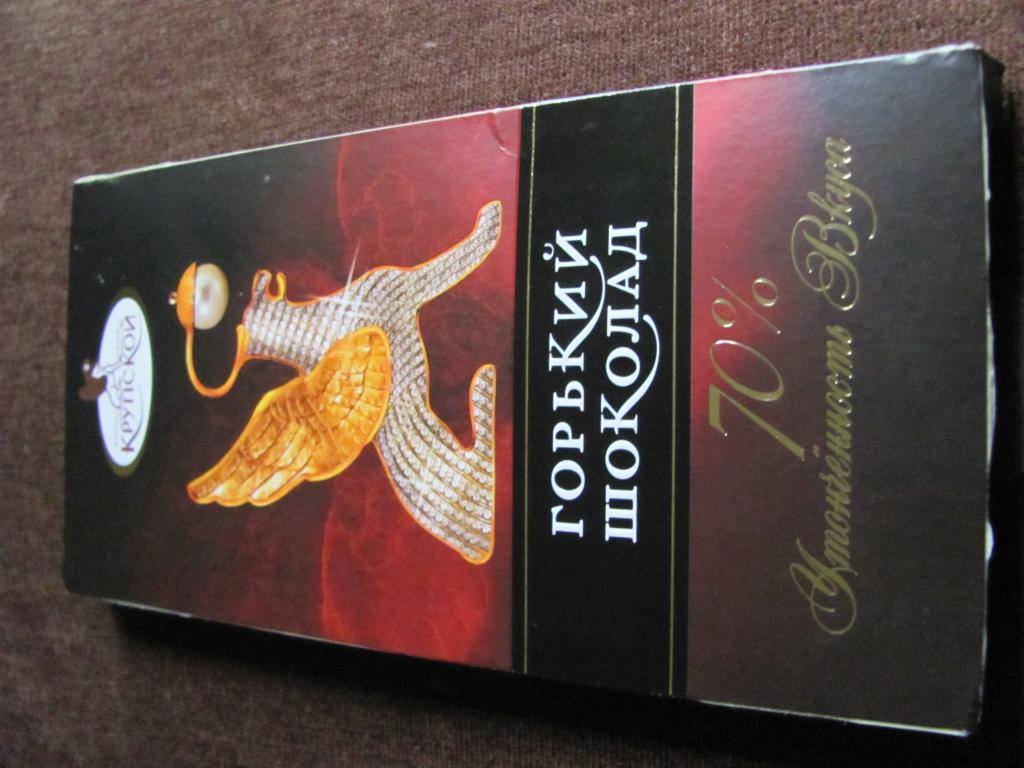 КРУПСКОЙ
ГОРЬКИЙ
ШОКОЛАД
70%
Утончённость Вкуса